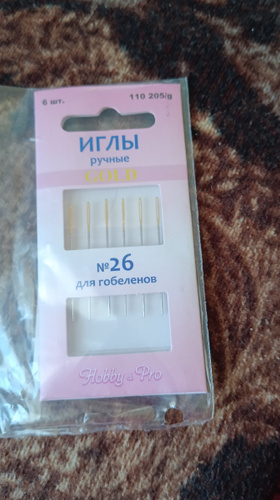 6 шт. 110 205/g
ИГЛЫ
ручные
GOLD
№26
для гобеленов
Hobby & Pro